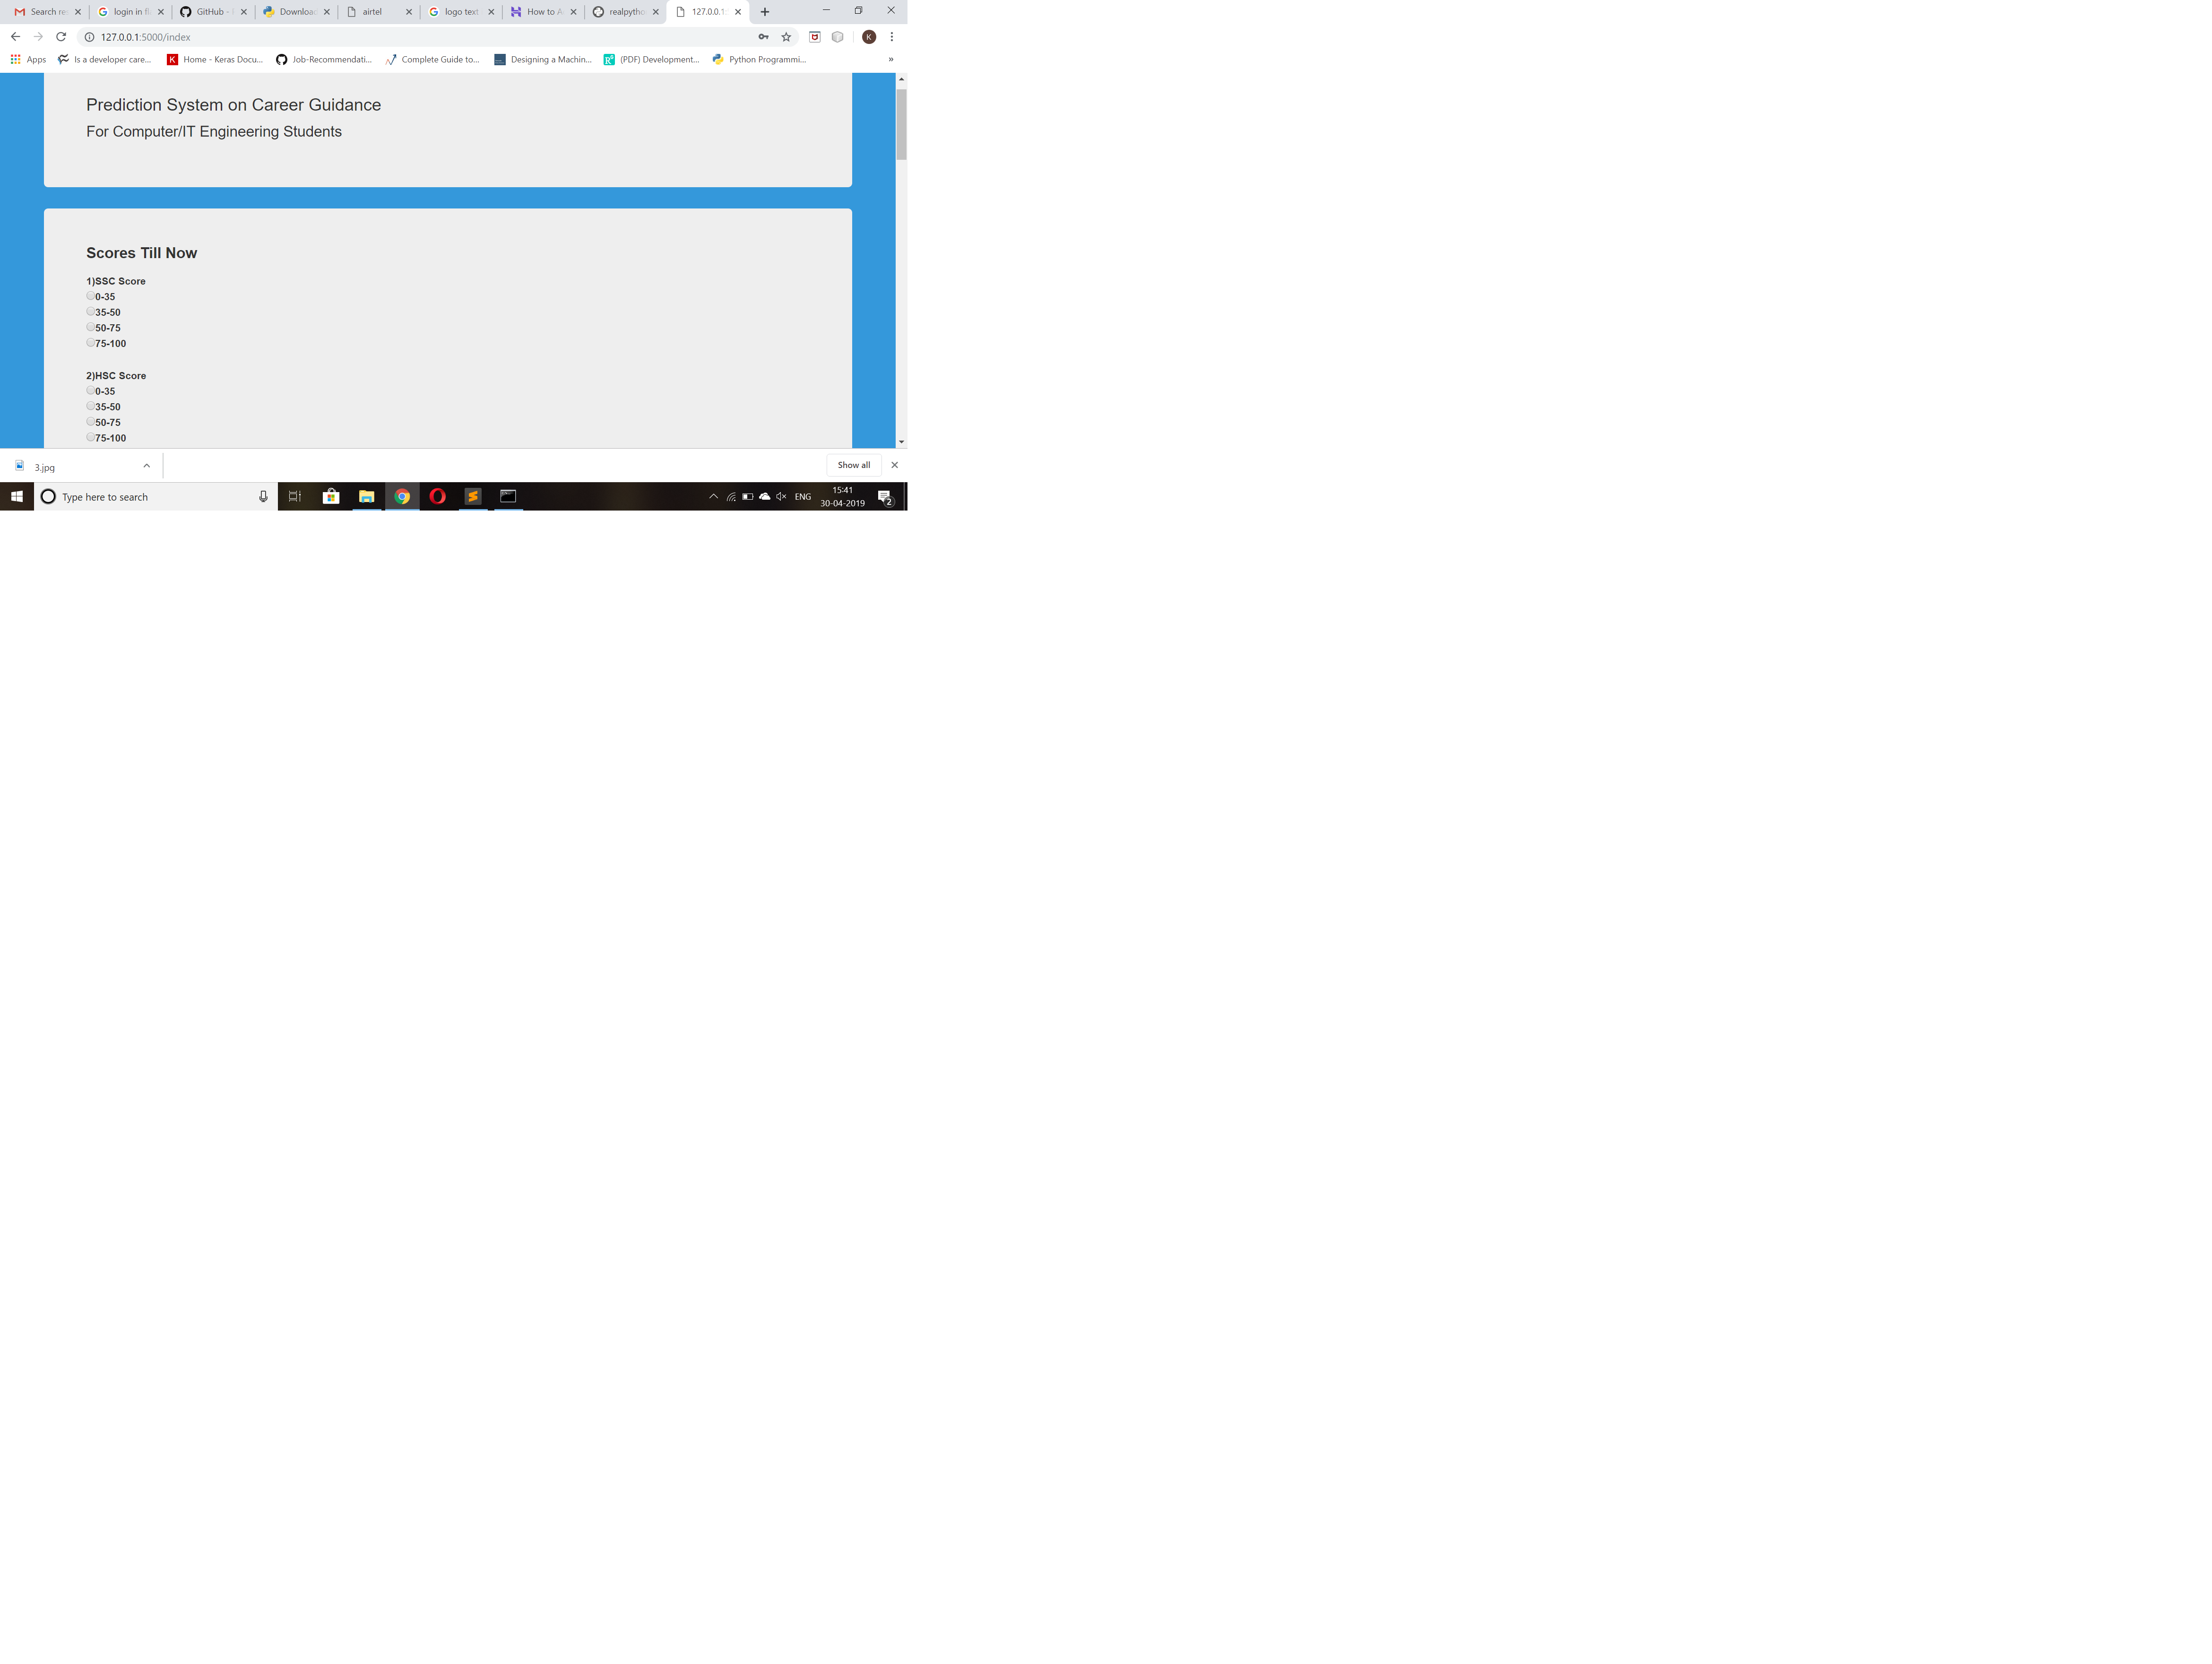 Search res
login in fl
GitHub -
Download
airtel
logo text
How to A
realpytho
127.0.0.1:
127.0.0.1:5000/index
K
Apps
Is a developer care...
Home - Keras Docu...
Job-Recommendati...
Complete Guide to...
Designing a Machin...
(PDF) Development...
Python Programmi...
»
Prediction System on Career Guidance
For Computer/IT Engineering Students
Scores Till Now
1)SSC Score
0-35
35-50
50-75
75-100
2)HSC Score
0-35
35-50
50-75
75-100
3.jpg
Show all
Type here to search
ENG
15:41
30-04-2019
2